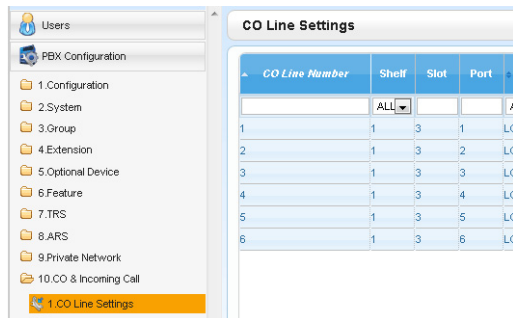 Users
PBX Configuration
1.Configuration
2.System
3.Group
4.Extension
5.Optional Device
6.Feature
7.TRS
8.ARS
9.Private Network
10.CO & Incoming Call
1.CO Line Settings
CO Line Settings
CO Line Number Shelf Slot Port
ALL
1 1 3 1
2 1 3 2
3 1 3 3
4 1 3 4
5 1 3 5
6 1 3 6